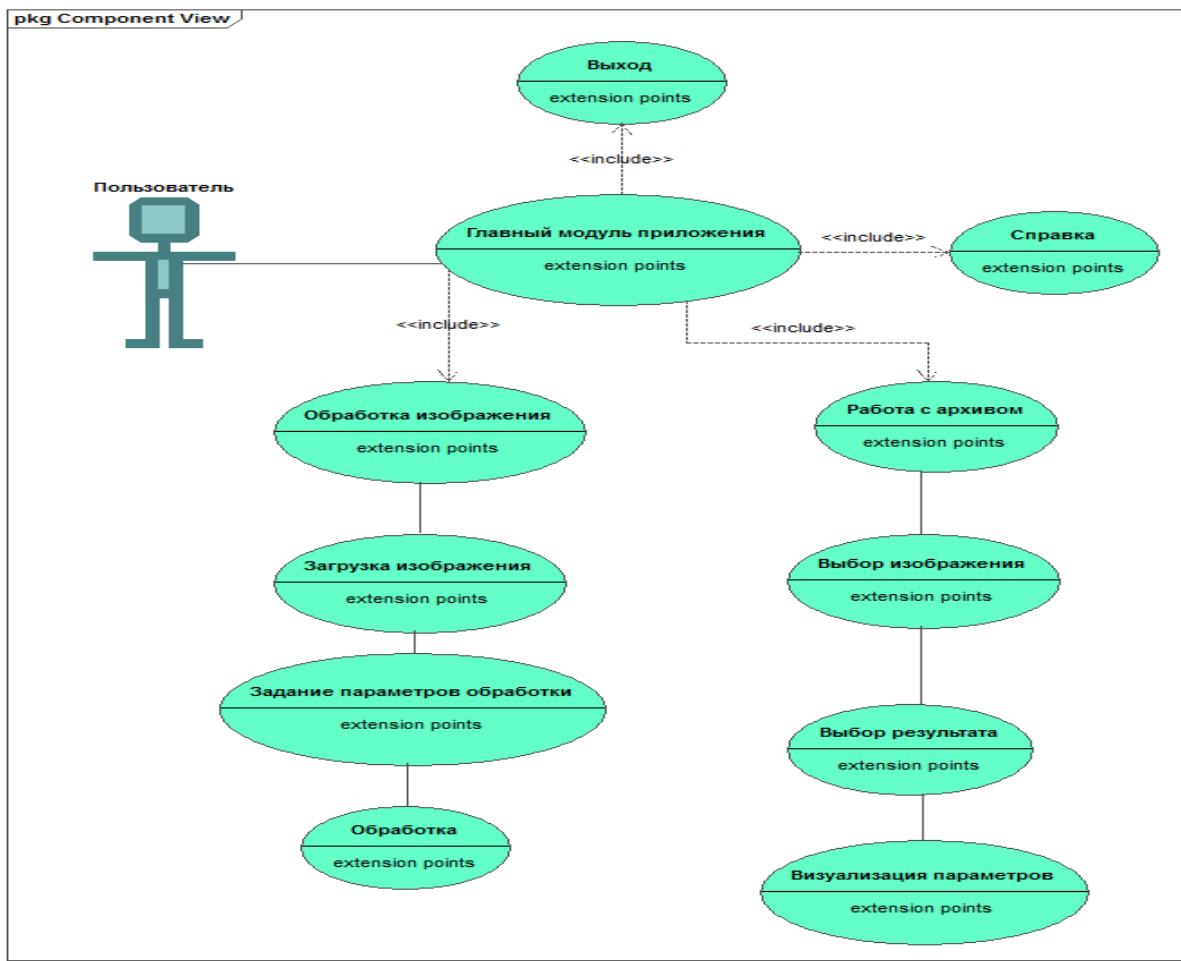 pkg Component View
Выход
extension points
<<include>>
Пользователь
Главный модуль приложения
extension points
<<include>>
Справка
extension points
<<include>>
<<include>>
Обработка изображения
extension points
Работа с архивом
extension points
Загрузка изображения
extension points
Выбор изображения
extension points
Задание параметров обработки
extension points
Выбор результата
extension points
Обработка
extension points
Визуализация параметров
extension points